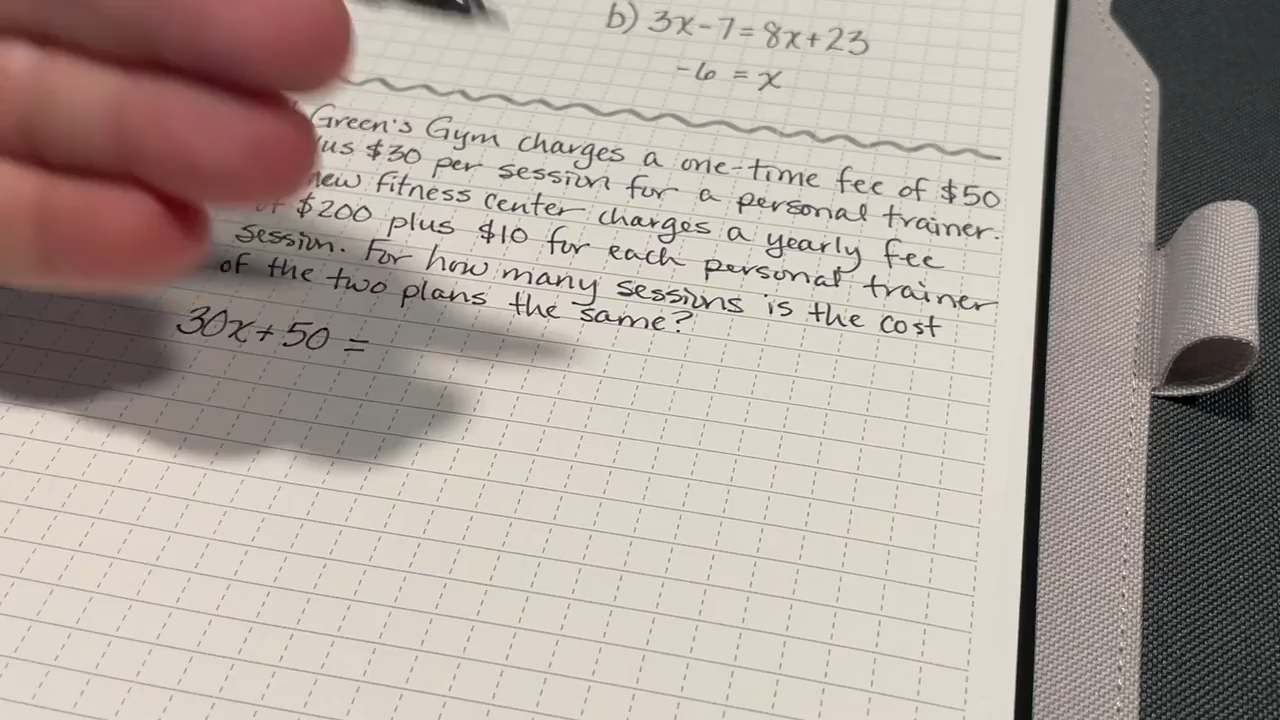 b) 3x-7=8x+23
-6 = x
Green's Gym charges a one-time fee of $50
$30 per session for a personal trainer.
fitness center charges a yearly fee
$200 plus $10 for each personal trainer
session. For how many sessions is the cost
of the two plans the same?
30x+50 =